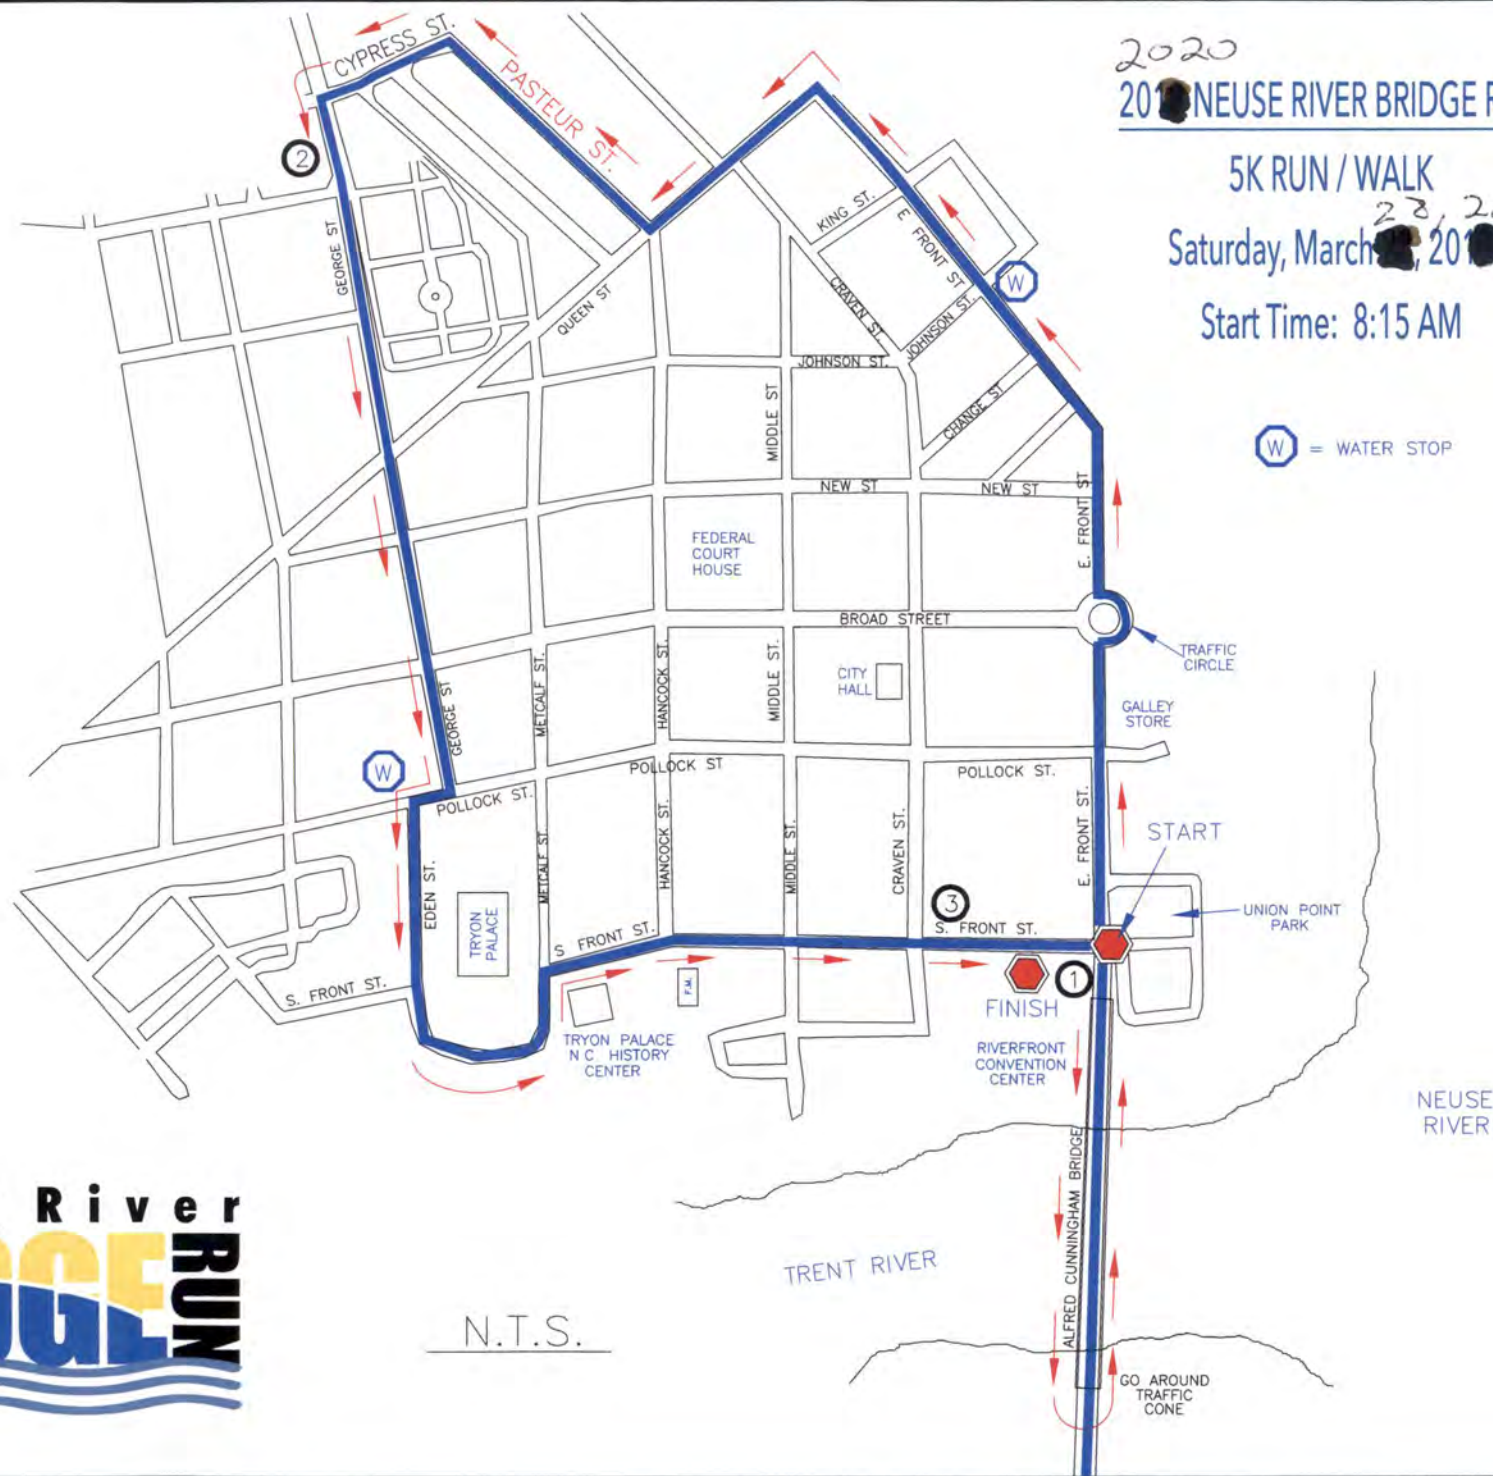 2020
NEUSE RIVER BRIDGE
5K RUN / WALK
28,
Saturday, March
Start Time: 8:15 AM
W = WATER STOP
CYPRESS ST.
PASTEUR ST.
2
GEORGE ST
QUEEN ST
KING ST.
E FRONT ST
W
CRAVEN ST.
JOHNSON ST.
JOHNSON ST.
MIDDLE ST
CHANGE ST
NEW ST
NEW ST
E. FRONT ST
FEDERAL
COURT
HOUSE
BROAD STREET
TRAFFIC
CIRCLE
CITY
HALL
GALLEY
STORE
METCALF ST.
HANCOCK ST.
MIDDLE ST.
GEORGE ST
W
POLLOCK ST
POLLOCK ST.
POLLOCK ST.
METCALF ST.
HANCOCK ST.
MIDDLE ST.
CRAVEN ST.
E. FRONT ST.
START
EDEN ST.
TRYON
PALACE
3
S. FRONT ST.
S FRONT ST.
UNION POINT
PARK
S. FRONT ST.
F.M.
1
FINISH
TRYON PALACE
N C HISTORY
CENTER
RIVERFRONT
CONVENTION
CENTER
NEUSE
RIVER
ALFRED CUNNINGHAM BRIDGE
TRENT RIVER
GO AROUND
TRAFFIC
CONE
N.T.S.
River
RUN